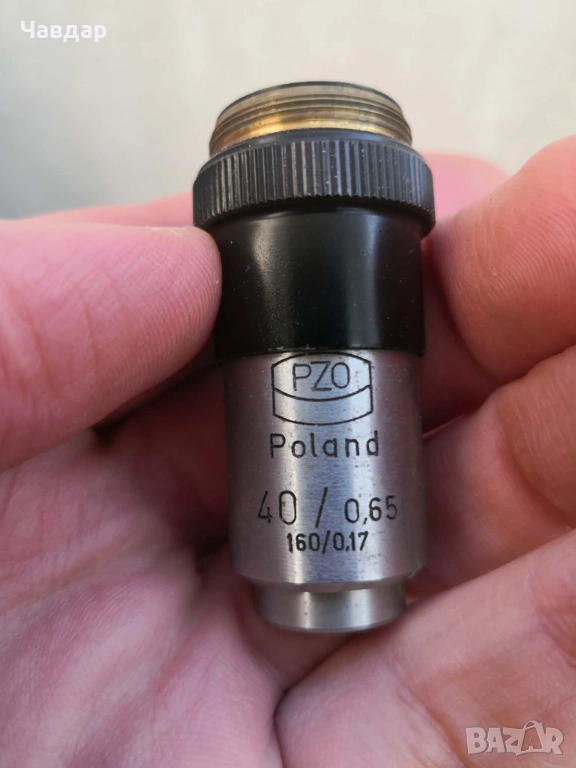 Чавдар
PZO
Poland
40 / 0,65
160/0,17
BAZAR